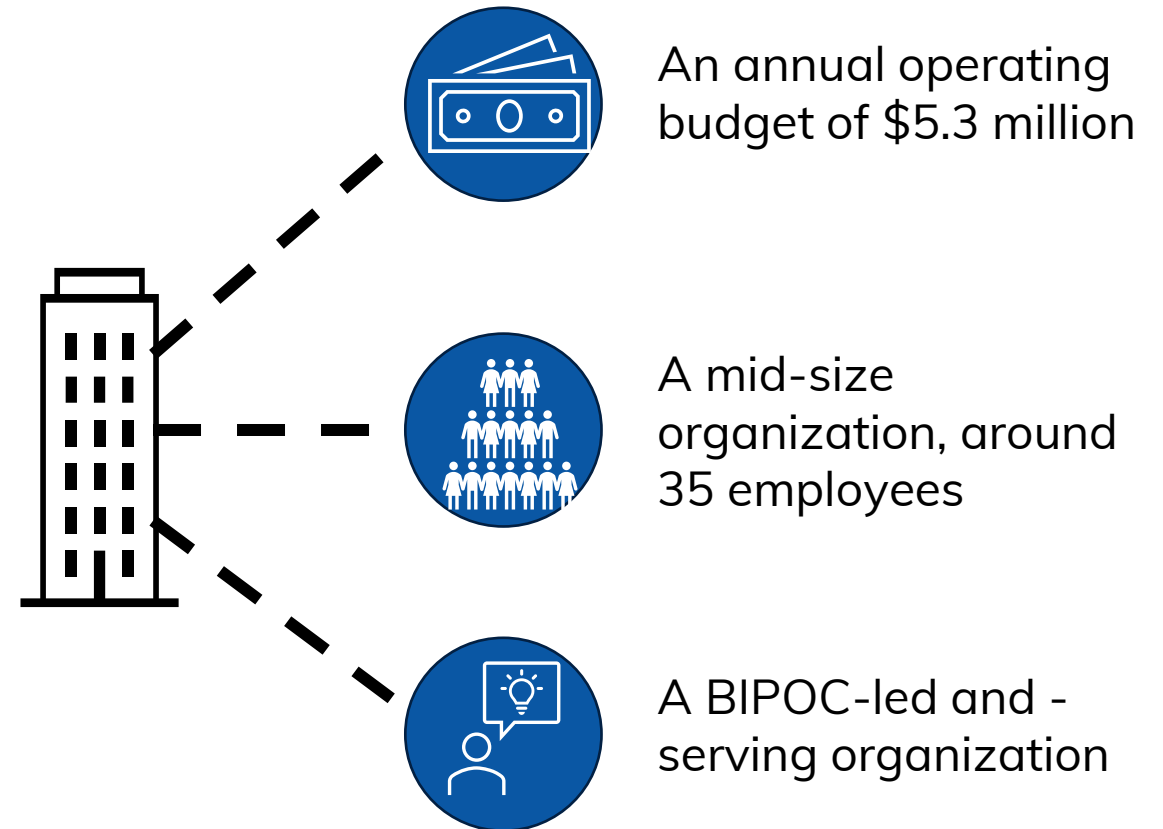 An annual operating
budget of $5.3 million
A mid-size
organization, around
35 employees
A BIPOC-led and -
serving organization